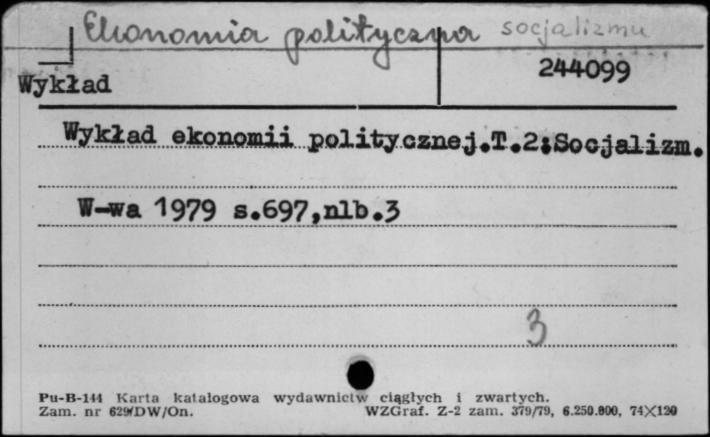 Ekonomia polityczna socjalizmu
244099
Wykład
Wykład ekonomii politycznej.T.2:Socjalizm.
W-wa 1979 s.697,nlb.3
3
Pu-B-144 Karta katalogowa wydawnictw ciągłych i zwartych.
Zam. nr 629/DW/On. WZGraf. Z-2 zam. 379/79, 6.250.000, 74X120